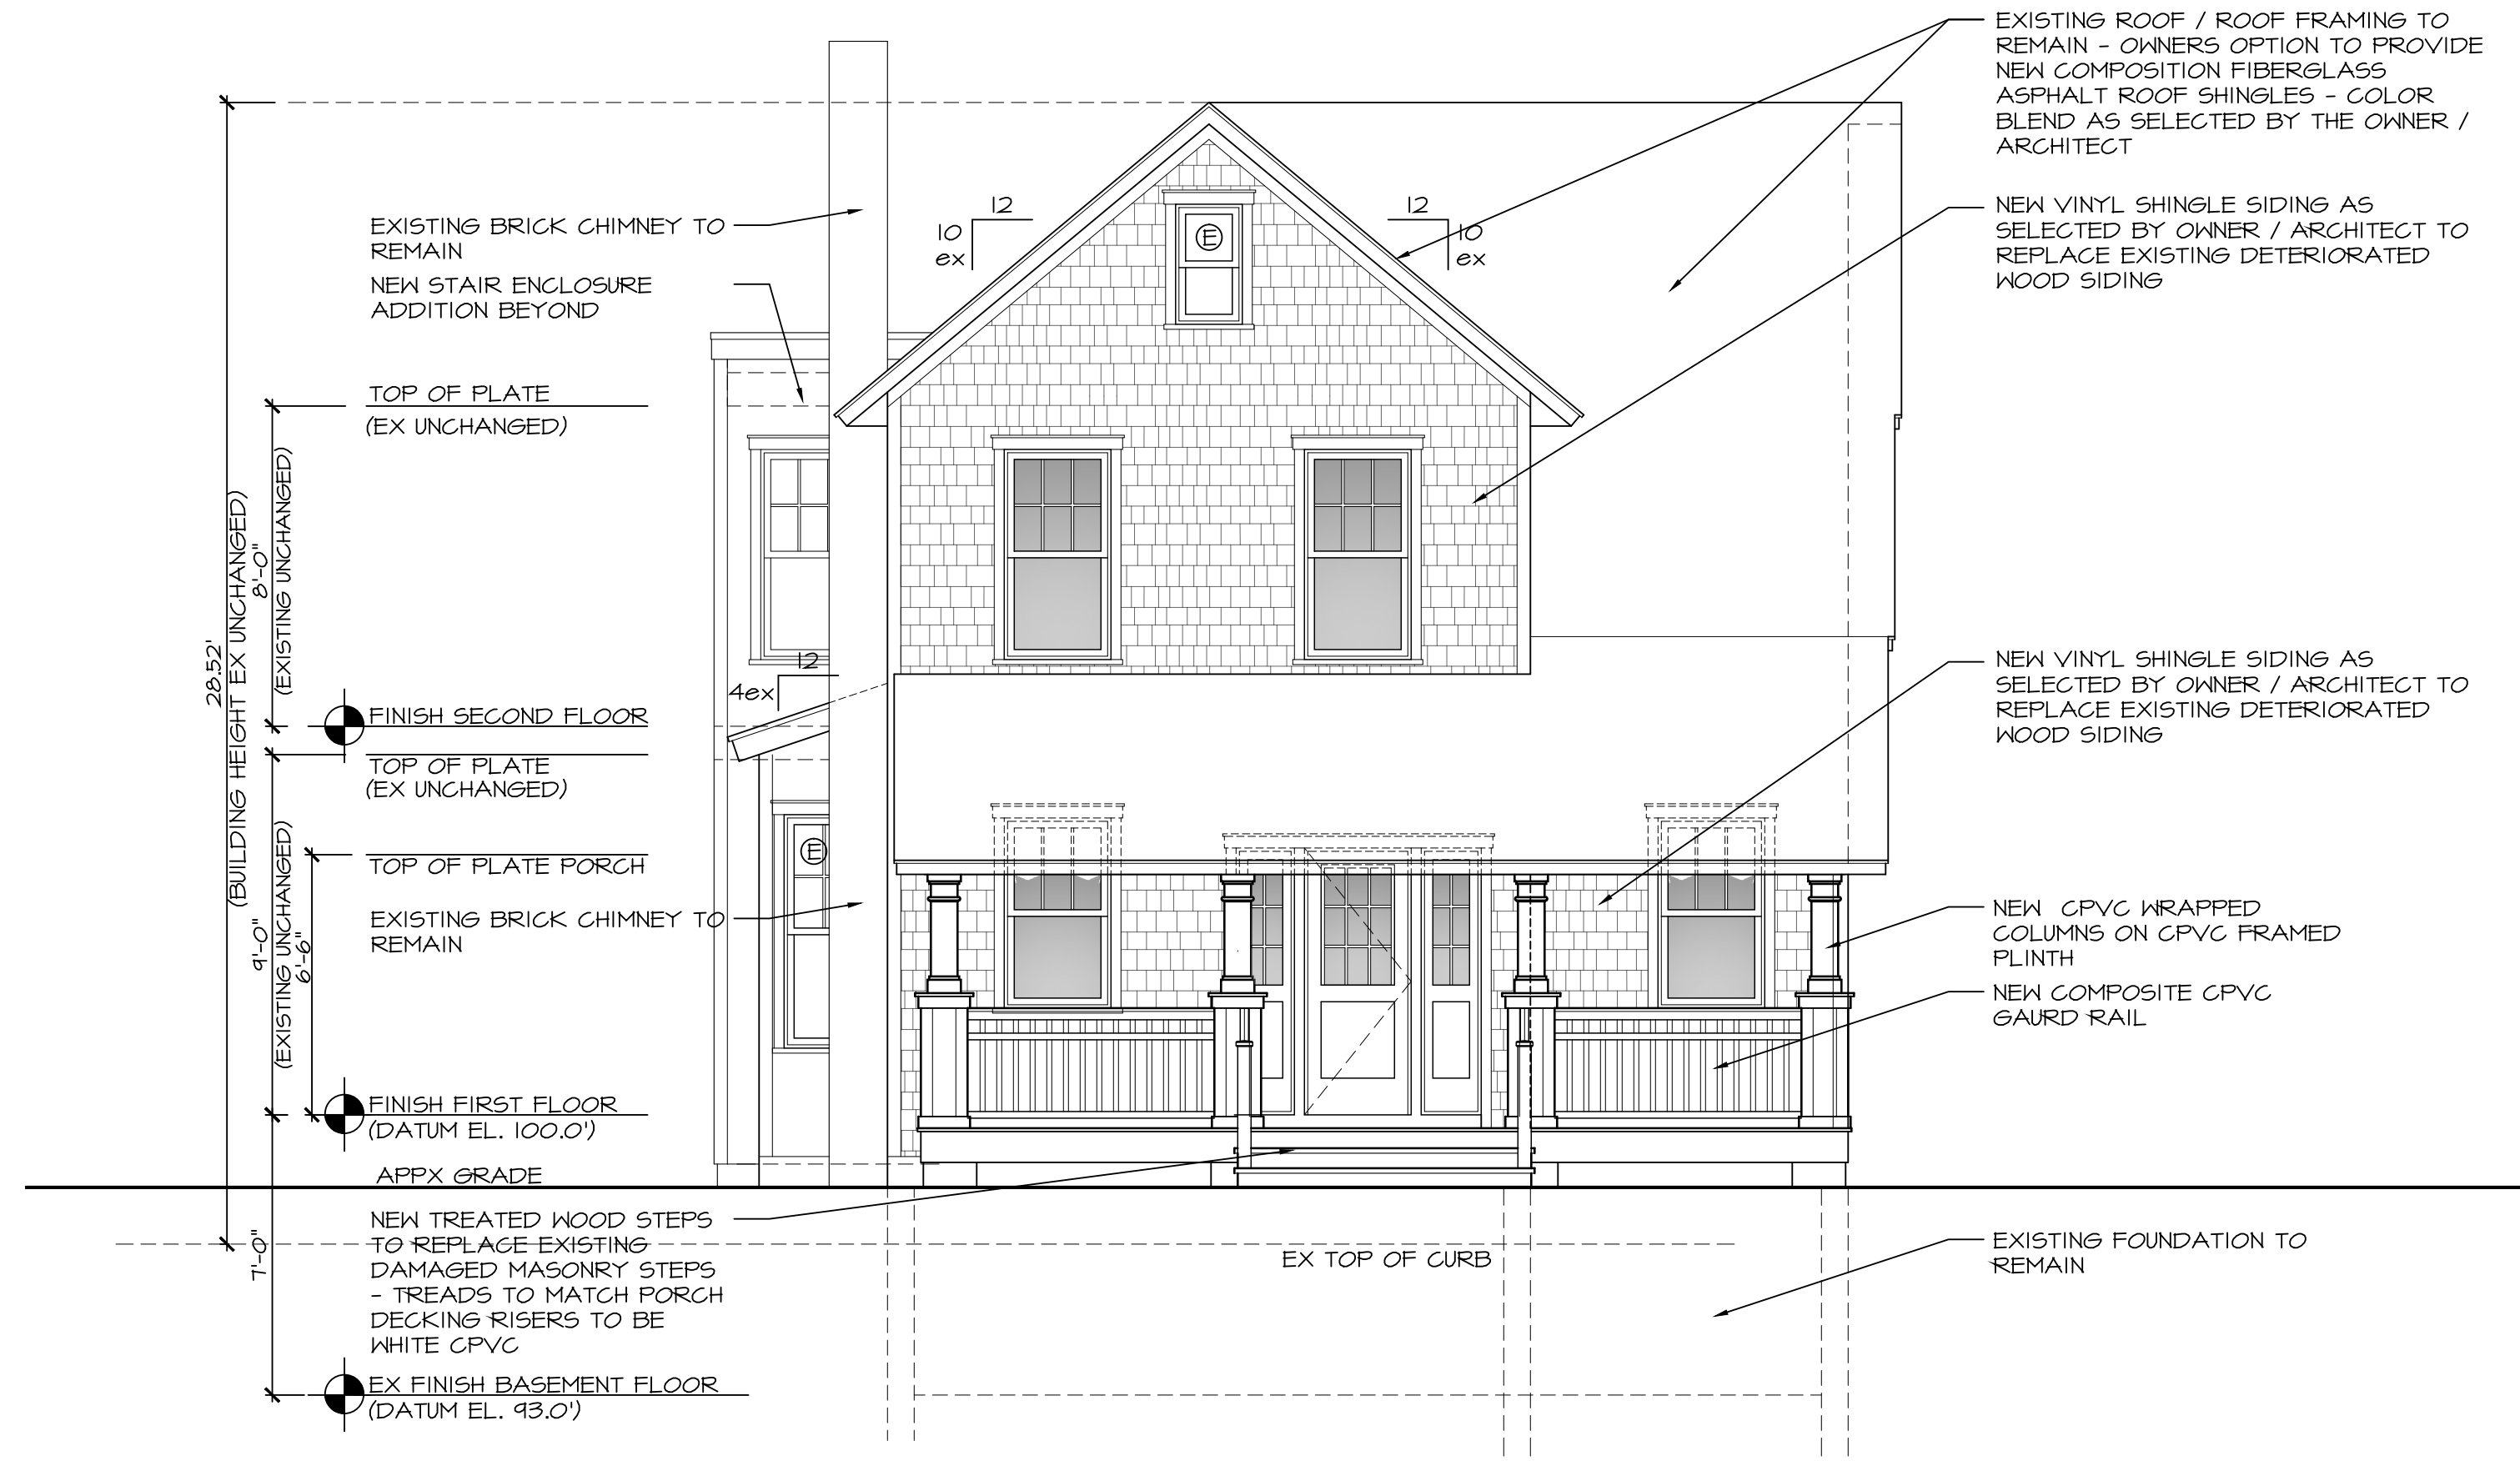 EXISTING ROOF / ROOF FRAMING TO
REMAIN - OWNERS OPTION TO PROVIDE
NEW COMPOSITION FIBERGLASS
ASPHALT ROOF SHINGLES - COLOR
BLEND AS SELECTED BY THE OWNER /
ARCHITECT
NEW VINYL SHINGLE SIDING AS
SELECTED BY OWNER / ARCHITECT TO
REPLACE EXISTING DETERIORATED
WOOD SIDING
EXISTING BRICK CHIMNEY TO
REMAIN
NEW STAIR ENCLOSURE
ADDITION BEYOND
12
10
ex
12
10
ex
E
TOP OF PLATE
(EX UNCHANGED)
28.52'
(BUILDING HEIGHT EX UNCHANGED)
8'-0"
(EXISTING UNCHANGED)
12
4ex
FINISH SECOND FLOOR
TOP OF PLATE
(EX UNCHANGED)
NEW VINYL SHINGLE SIDING AS
SELECTED BY OWNER / ARCHITECT TO
REPLACE EXISTING DETERIORATED
WOOD SIDING
E
TOP OF PLATE PORCH
9'-0"
(EXISTING UNCHANGED)
6'-6"
EXISTING BRICK CHIMNEY TO
REMAIN
NEW CPVC WRAPPED
COLUMNS ON CPVC FRAMED
PLINTH
NEW COMPOSITE CPVC
GAURD RAIL
FINISH FIRST FLOOR
(DATUM EL. 100.0')
APPX GRADE
7'-0"
NEW TREATED WOOD STEPS
TO REPLACE EXISTING
DAMAGED MASONRY STEPS
- TREADS TO MATCH PORCH
DECKING RISERS TO BE
WHITE CPVC
EX TOP OF CURB
EXISTING FOUNDATION TO
REMAIN
EX FINISH BASEMENT FLOOR
(DATUM EL. 93.0')